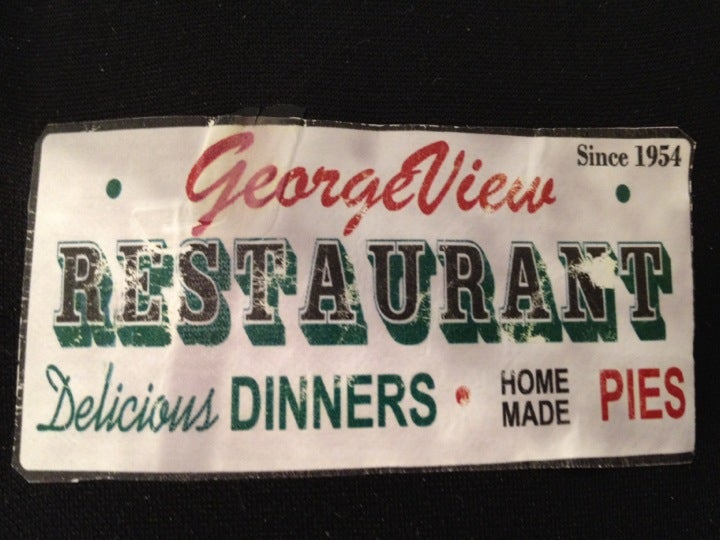 Since 1954
GeorgeView
RESTAURANT
Delicious DINNERS • HOME MADE PIES